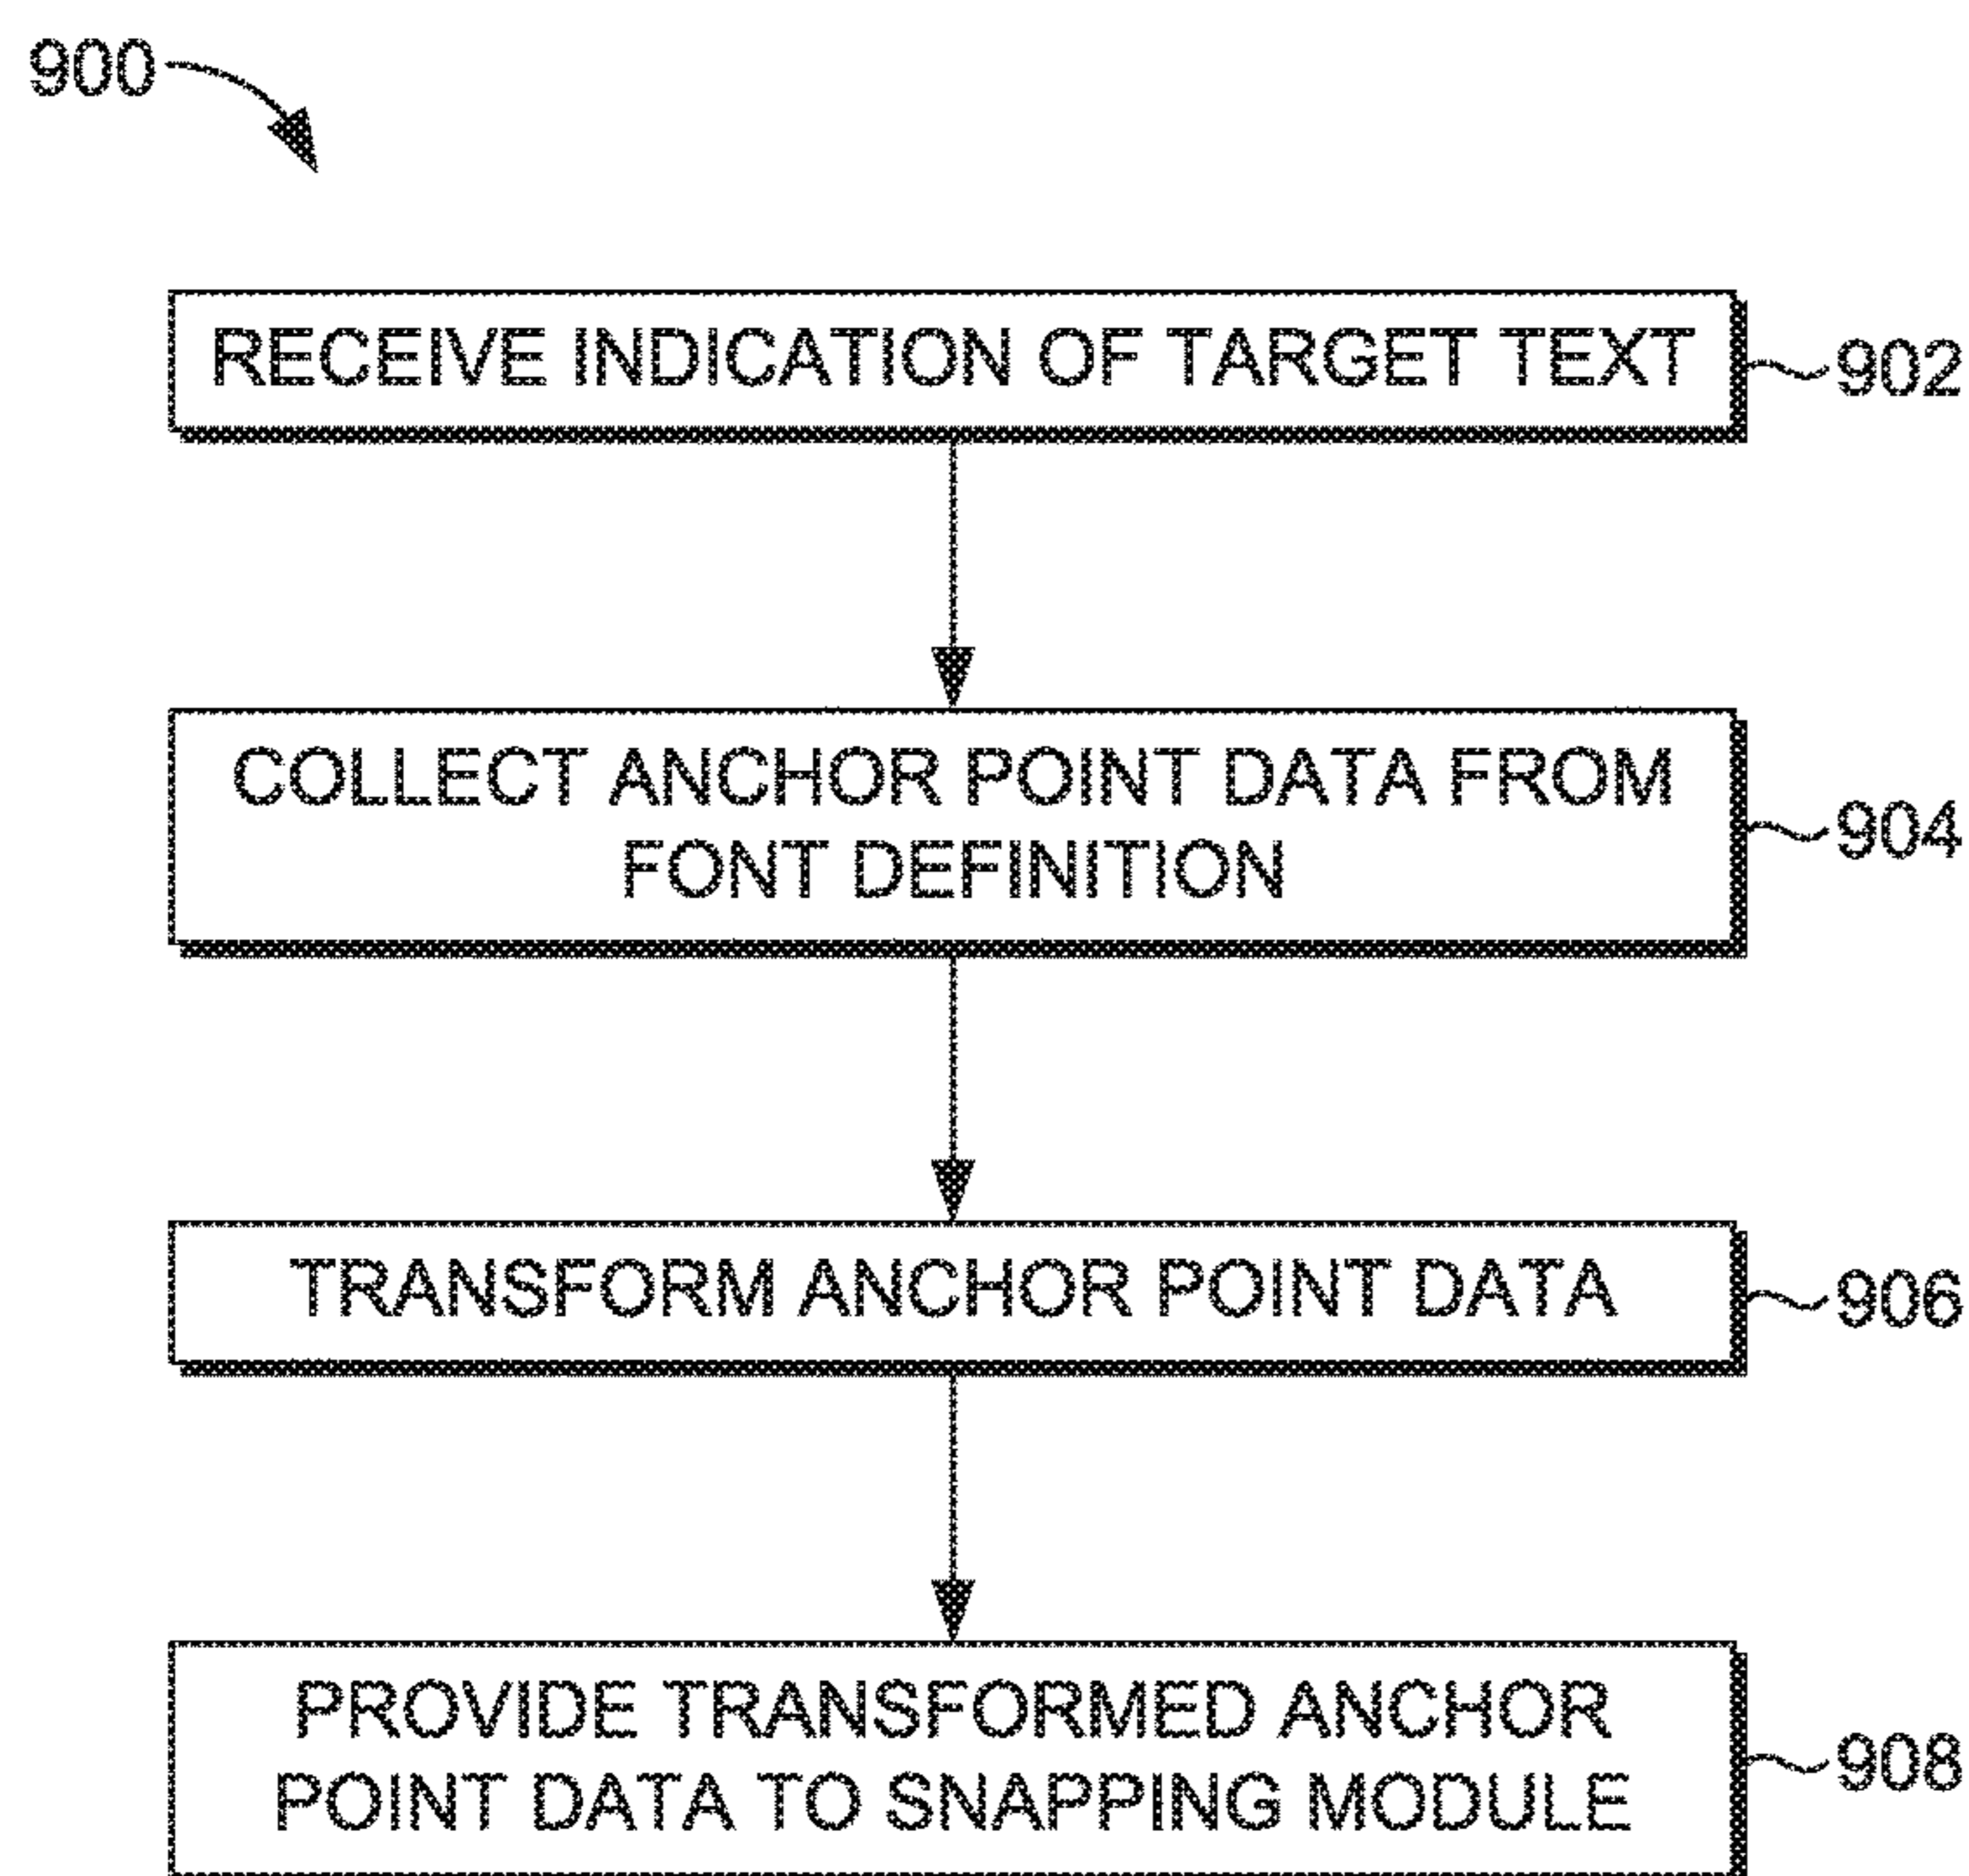 900
RECEIVE INDICATION OF TARGET TEXT
902
COLLECT ANCHOR POINT DATA FROM
FONT DEFINITION
904
TRANSFORM ANCHOR POINT DATA
906
PROVIDE TRANSFORMED ANCHOR
POINT DATA TO SNAPPING MODULE
908